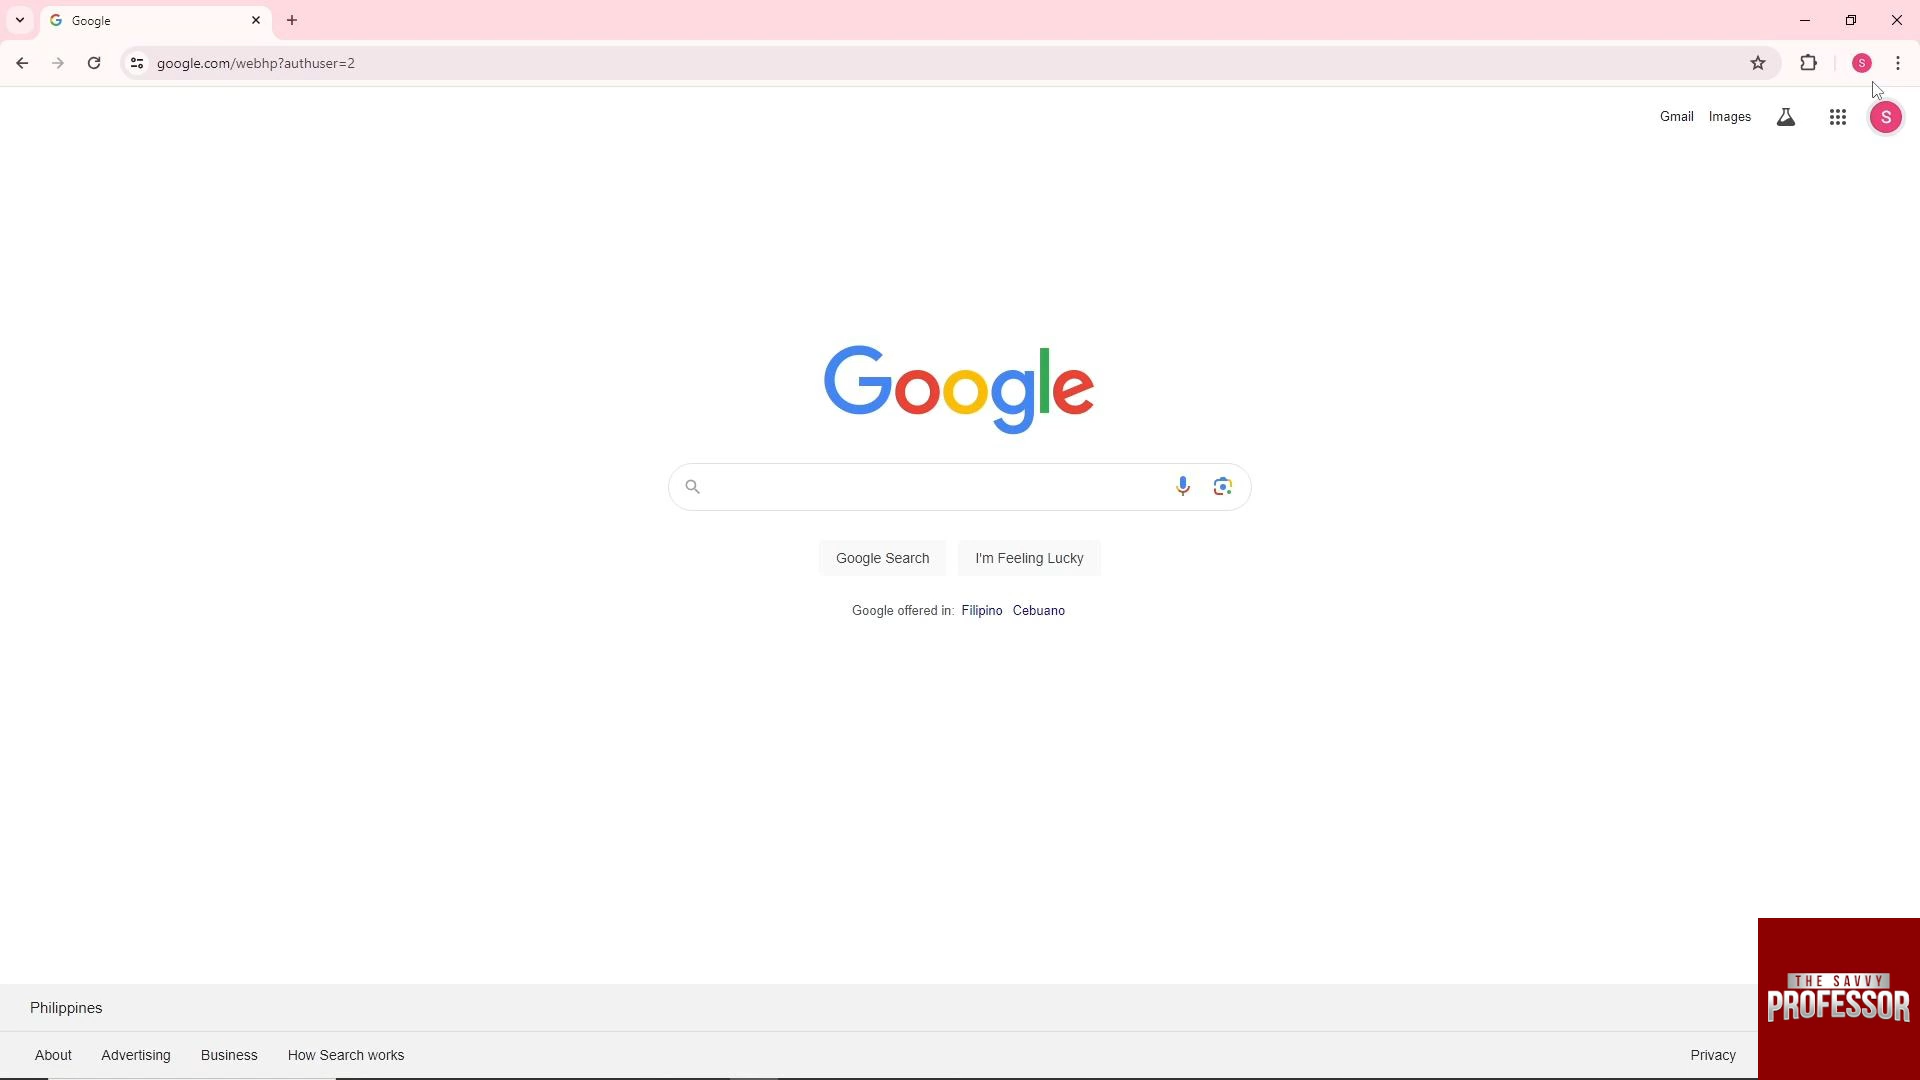 Google
google.com/webhp?authuser=2
S
Gmail Images
S
Google
Google Search I'm Feeling Lucky
Google offered in: Filipino Cebuano
Philippines
About Advertising Business How Search works Privacy
THE SAVVY
PROFESSOR